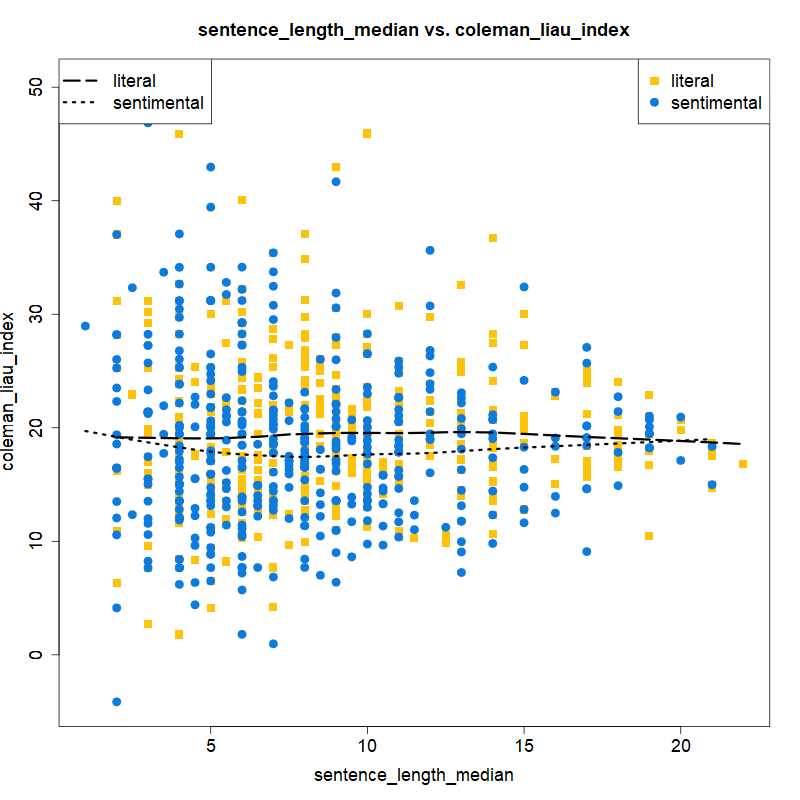 sentence_length_median vs. coleman_liau_index
literal
sentimental
literal
sentimental
50
40
30
20
10
0
coleman_liau_index
5 10 15 20
sentence_length_median